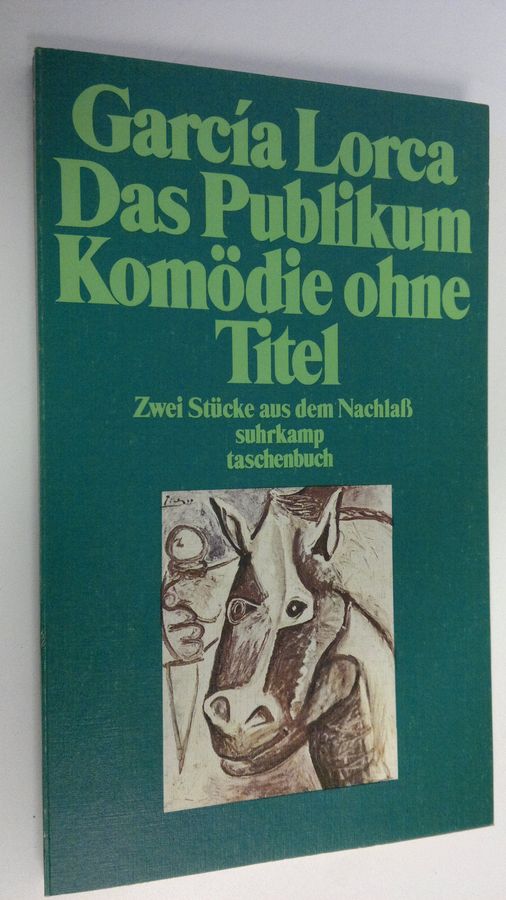 García Lorca
Das Publikum
Komödie ohne
Titel
Zwei Stücke aus dem Nachlaß
suhrkamp
taschenbuch